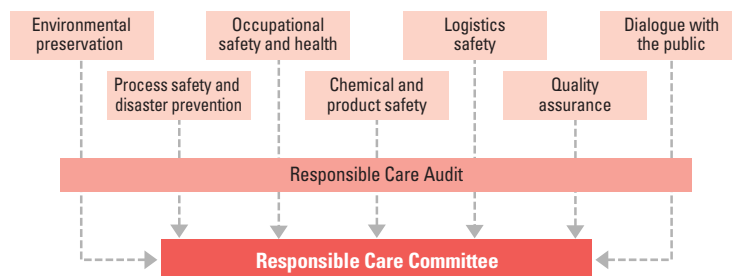 Environmental
preservation
Occupational
safety and health
Logistics
safety
Dialogue with
the public
Process safety and
disaster prevention
Chemical and
product safety
Quality
assurance
Responsible Care Audit
Responsible Care Committee